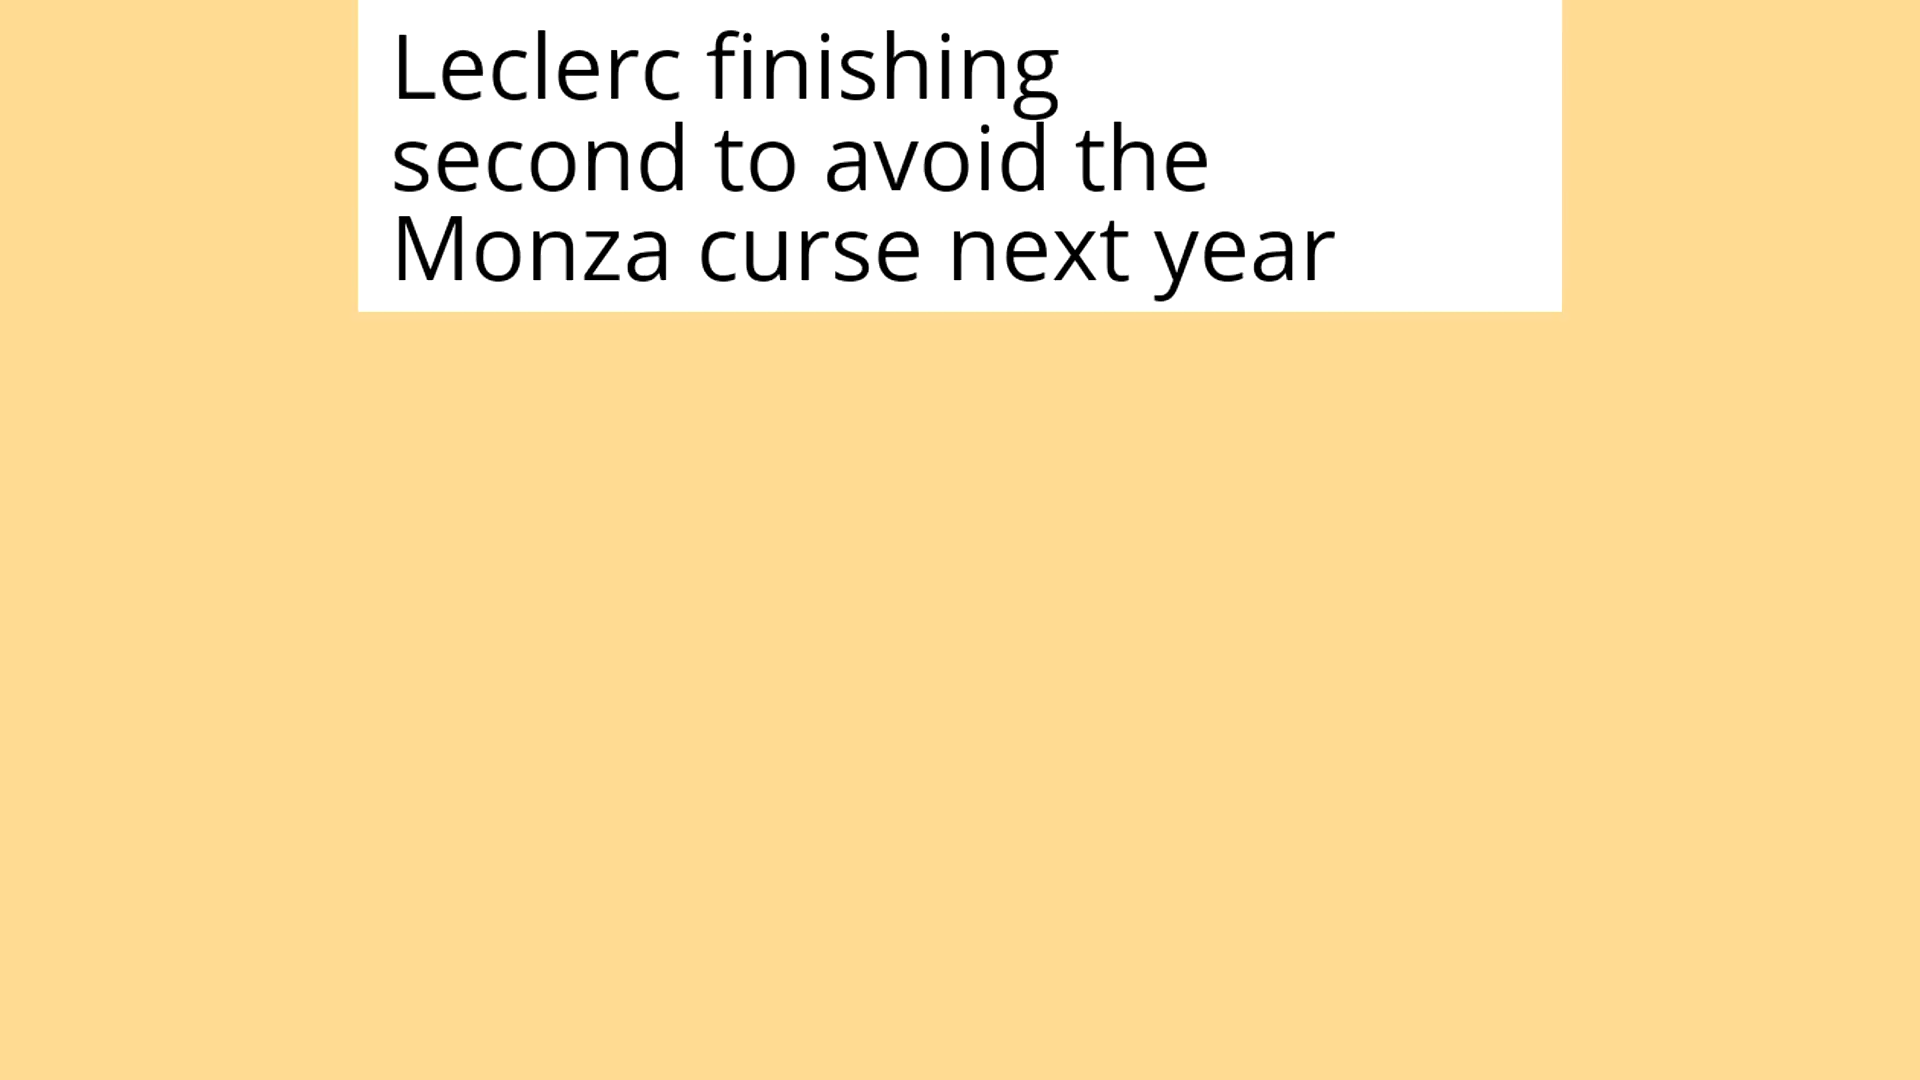 Leclerc finishing
second to avoid the
Monza curse next year